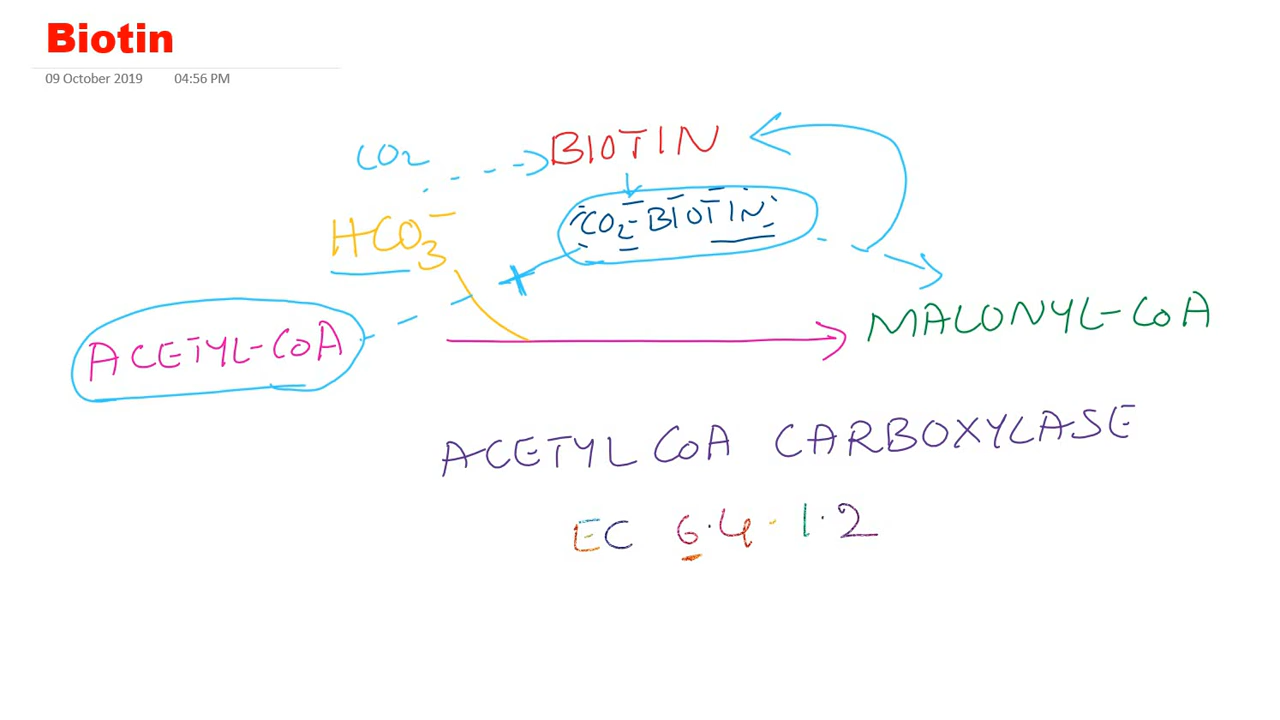 Biotin
09 October 2019 04:56 PM
CO2 BIOTIN
HCO3⁻ CO2-BIOTIN
ACETYL-CoA MALONYL-CoA
ACETYL CoA CARBOXYLASE
EC 6.4.1.2